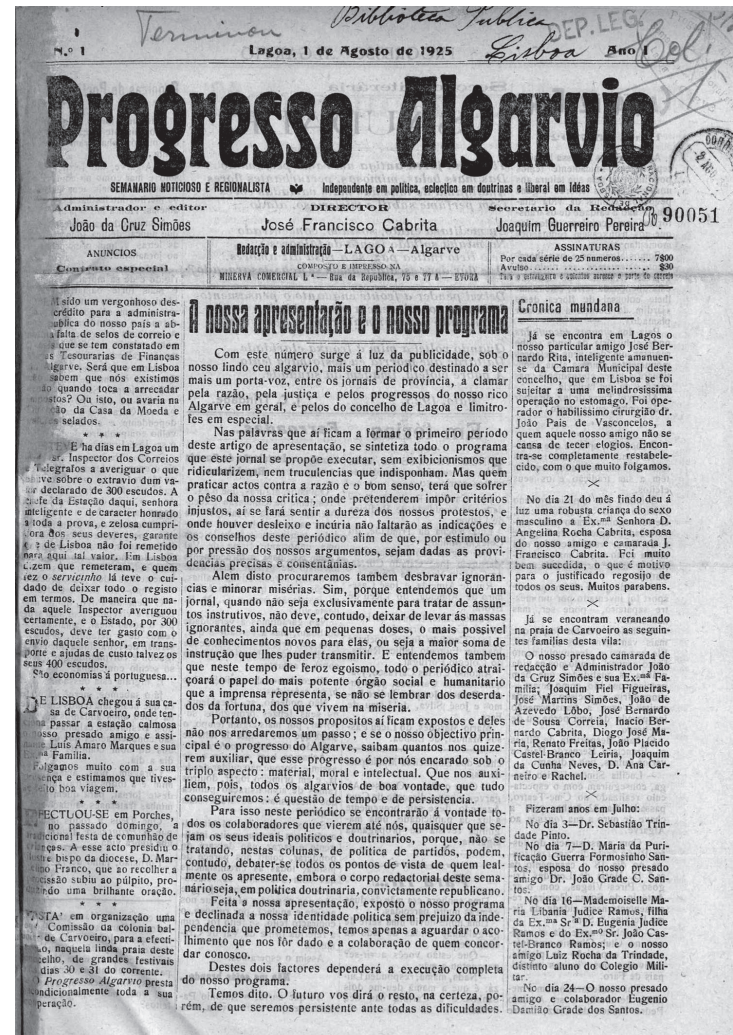 Terminou
Biblioteca Publica
Lisboa
DEP. LEG.
N.º 1
Lagoa, 1 de Agosto de 1925
Ano I
Progresso Algarvio
SEMANARIO NOTICIOSO E REGIONALISTA
Independente em política, eclectico em doutrinas e liberal em idéas
Administrador e editor
João da Cruz Simões
DIRECTOR
José Francisco Cabrita
Secretario da Redacção
Joaquim Guerreiro Pereira
90051
ANUNCIOS
Contrato especial
Redacção e administração—LAGOA—Algarve
COMPOSTO E IMPRESSO NA
MINERVA COMERCIAL L.ª—Rua da Republica, 75 e 77 A—EVORA
ASSINATURAS
Por cada série de 25 numeros....... 7$00
Avulso................................ $30
sido um vergonhoso des-
crédito para a administra-
do nosso país a ab-
falta de selos de correio e
que se tem constatado em
Tesourarias de Finanças
Será que em Lisboa
que nós existimos
quando toca a arrecadar
Ou isto, ou avaria na
da Casa da Moeda e
selados.
* * *
ha dias em Lagoa um
sr. Inspector dos Correios
e Telegrafos a averiguar o que
sobre o extravio dum va-
declarado de 300 escudos. A
da Estação daqui, senhora
inteligente e de caracter honrado
a toda a prova, e zelosa cumpri-
dos seus deveres, garante
de Lisboa não foi remetido
para aqui tal valor. Em Lisboa
que remeteram, e quem
fez o servicinho lá teve o cui-
dado de deixar todo o registo
em termos. De maneira que na-
da aquele Inspector averiguou
certamente, e o Estado, por 300
escudos, deve ter gasto com o
envio daquele senhor, em trans-
porte e ajudas de custo talvez os
seus 400 escudos.
São economias á portuguesa...
* * *
DE LISBOA chegou á sua ca-
sa de Carvoeiro, onde ten-
passar a estação calmosa
nosso presado amigo e assi-
Luis Amaro Marques e sua
Familia.
Folgamos muito com a sua
e estimamos que tives-
boa viagem.
* * *
EFECTUOU-SE em Porches,
no passado domingo, a
festa de comunhão de
A esse acto presidiu o
bispo da diocese, D. Mar-
Franco, que ao recolher a
subiu ao púlpito, pro-
uma brilhante oração.
* * *
em organização uma
Comissão da colonia bal-
de Carvoeiro, para a efecti-
naquela linda praia deste
de grandes festivais
dias 30 e 31 do corrente.
O Progresso Algarvio presta
condicionalmente toda a sua
A nossa apresentação e o nosso programa
Com este número surge á luz da publicidade, sob o
nosso lindo ceu algarvio, mais um periodico destinado a ser
mais um porta-voz, entre os jornais de província, a clamar
pela razão, pela justiça e pelos progressos do nosso rico
Algarve em geral, e pelos do concelho de Lagoa e limitro-
fes em especial.
Nas palavras que aí ficam a formar o primeiro período
deste artigo de apresentação, se sintetiza todo o programa
que este jornal se propõe executar, sem exibicionismos que
ridicularizem, nem truculencias que indisponham. Mas quem
praticar actos contra a razão e o bom senso, terá que sofrer
o pêso da nossa critica; onde pretenderem impôr critérios
injustos, aí se fará sentir a dureza dos nossos protestos, e
onde houver desleixo e incúria não faltarão as indicações e
os conselhos deste periodico afim de que, por estimulo ou
por pressão dos nossos argumentos, sejam dadas as provi-
dencias precisas e consentânias.
Alem disto procuraremos tambem desbravar ignorân-
cias e minorar misérias. Sim, porque entendemos que um
jornal, quando não seja exclusivamente para tratar de assun-
tos instrutivos, não deve, contudo, deixar de levar ás massas
ignorantes, ainda que em pequenas doses, o mais possivel
de conhecimentos novos para elas, ou seja a maior soma de
instrução que lhes puder transmitir. E entendemos tambem
que neste tempo de feroz egoismo, todo o periodico atrai-
çoará o papel do mais potente órgão social e humanitario
que a imprensa representa, se não se lembrar dos deserda-
dos da fortuna, dos que vivem na miseria.
Portanto, os nossos propositos aí ficam expostos e deles
não nos arredaremos um passo; e se o nosso objectivo prin-
cipal é o progresso do Algarve, saibam quantos nos quize-
rem auxiliar, que esse progresso é por nós encarado sob o
triplo aspecto: material, moral e intelectual. Que nos auxi-
liem, pois, todos os algarvios de boa vontade, que tudo
conseguiremos: é questão de tempo e de persistencia.
Para isso neste periódico se encontrarão á vontade to-
dos os colaboradores que vierem até nós, quaisquer que se-
jam os seus ideais politicos e doutrinarios, porque, não se
tratando, nestas colunas, de politica de partidos, podem,
contudo, debater-se todos os pontos de vista de quem leal-
mente os apresente, embora o corpo redactorial deste sema-
nario seja, em politica doutrinaria, convictamente republicano.
Feita a nossa apresentação, exposto o nosso programa
e declinada a nossa identidade politica sem prejuizo da inde-
pendencia que prometemos, temos apenas a aguardar o aco-
lhimento que nos fôr dado e a colaboração de quem concor-
dar conosco.
Destes dois factores dependerá a execução completa
do nosso programa.
Temos dito. O futuro vos dirá o resto, na certeza, po-
rém, de que seremos persistente ante todas as dificuldades.
Cronica mundana
Já se encontra em Lagos o
nosso particular amigo José Ber-
nardo Rita, inteligente amanuen-
se da Camara Municipal deste
concelho, que em Lisboa se foi
sujeitar a uma melindrosissima
operação no estomago. Foi ope-
rador o habilissimo cirurgião dr.
João Pais de Vasconcelos, a
quem aquele nosso amigo não se
cansa de tecer elogios. Encon-
tra-se completamente restabele-
cido, com o que muito folgamos.
No dia 21 do mês findo deu á
luz uma robusta criança do sexo
masculino a Ex.mª Senhora D.
Angelina Rocha Cabrita, esposa
do nosso amigo e camarada J.
Francisco Cabrita. Foi muito
bem sucedida, o que é motivo
para o justificado regosijo de
todos os seus. Muitos parabens.
Já se encontram veraneando
na praia de Carvoeiro as seguin-
tes familias desta vila:
O nosso presado camarada de
redacção e Administrador João
da Cruz Simões e sua Ex.mª Fa-
milia; Joaquim Fiel Figueiras,
José Martins Simões, João de
Azevedo Lôbo, José Bernardo
de Sousa Correia, Inacio Ber-
nardo Cabrita, Diogo José Ma-
ria, Renato Freitas, João Placido
Castel-Branco Leiria, Joaquim
da Cunha Neves, D. Ana Car-
neiro e Rachel.
Fizeram anos em Julho:
No dia 3—Dr. Sebastião Trin-
dade Pinto.
No dia 7—D. Maria da Puri-
ficação Guerra Formosinho San-
tos, esposa do nosso presado
amigo Dr. João Grade C. San-
tos.
No dia 16—Mademoiselle Ma-
ria Libania Judice Ramos, filha
da Ex.ma Sr.ª D. Eugenia Judice
Ramos e do Ex.mo Sr. João Cas-
tel-Branco Ramos; e o nosso
amigo Luiz Rocha da Trindade,
distinto aluno do Colegio Mili-
tar.
No dia 24—O nosso presado
amigo e colaborador Eugenio
Damião Grade dos Santos.